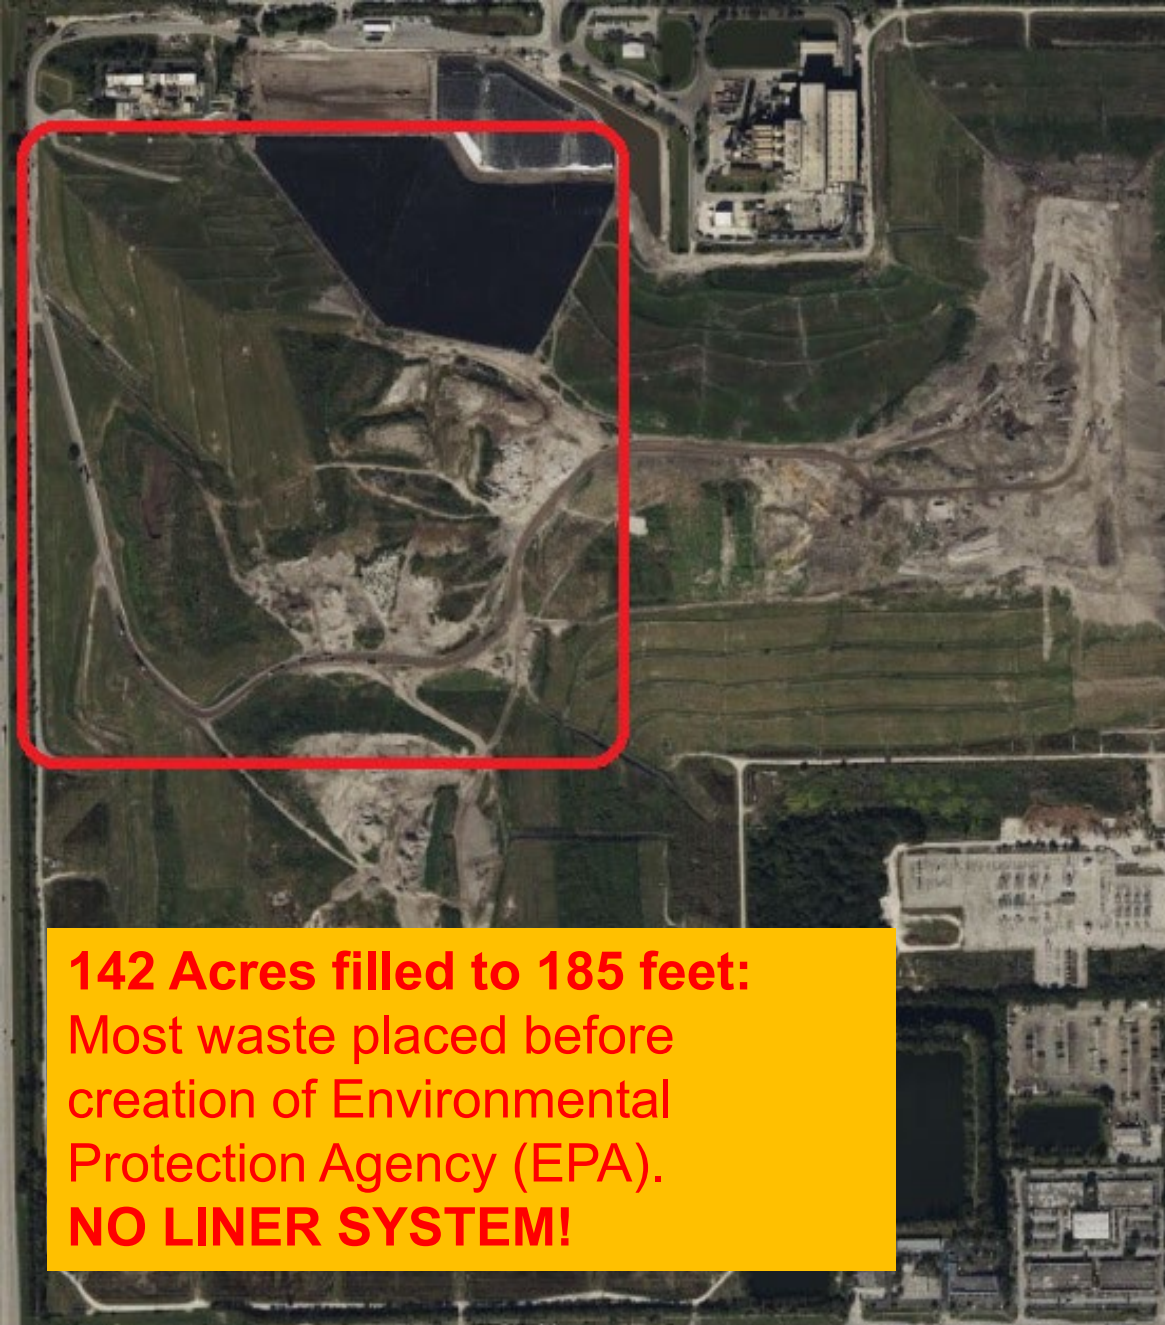 142 Acres filled to 185 feet:
Most waste placed before
creation of Environmental
Protection Agency (EPA).
NO LINER SYSTEM!